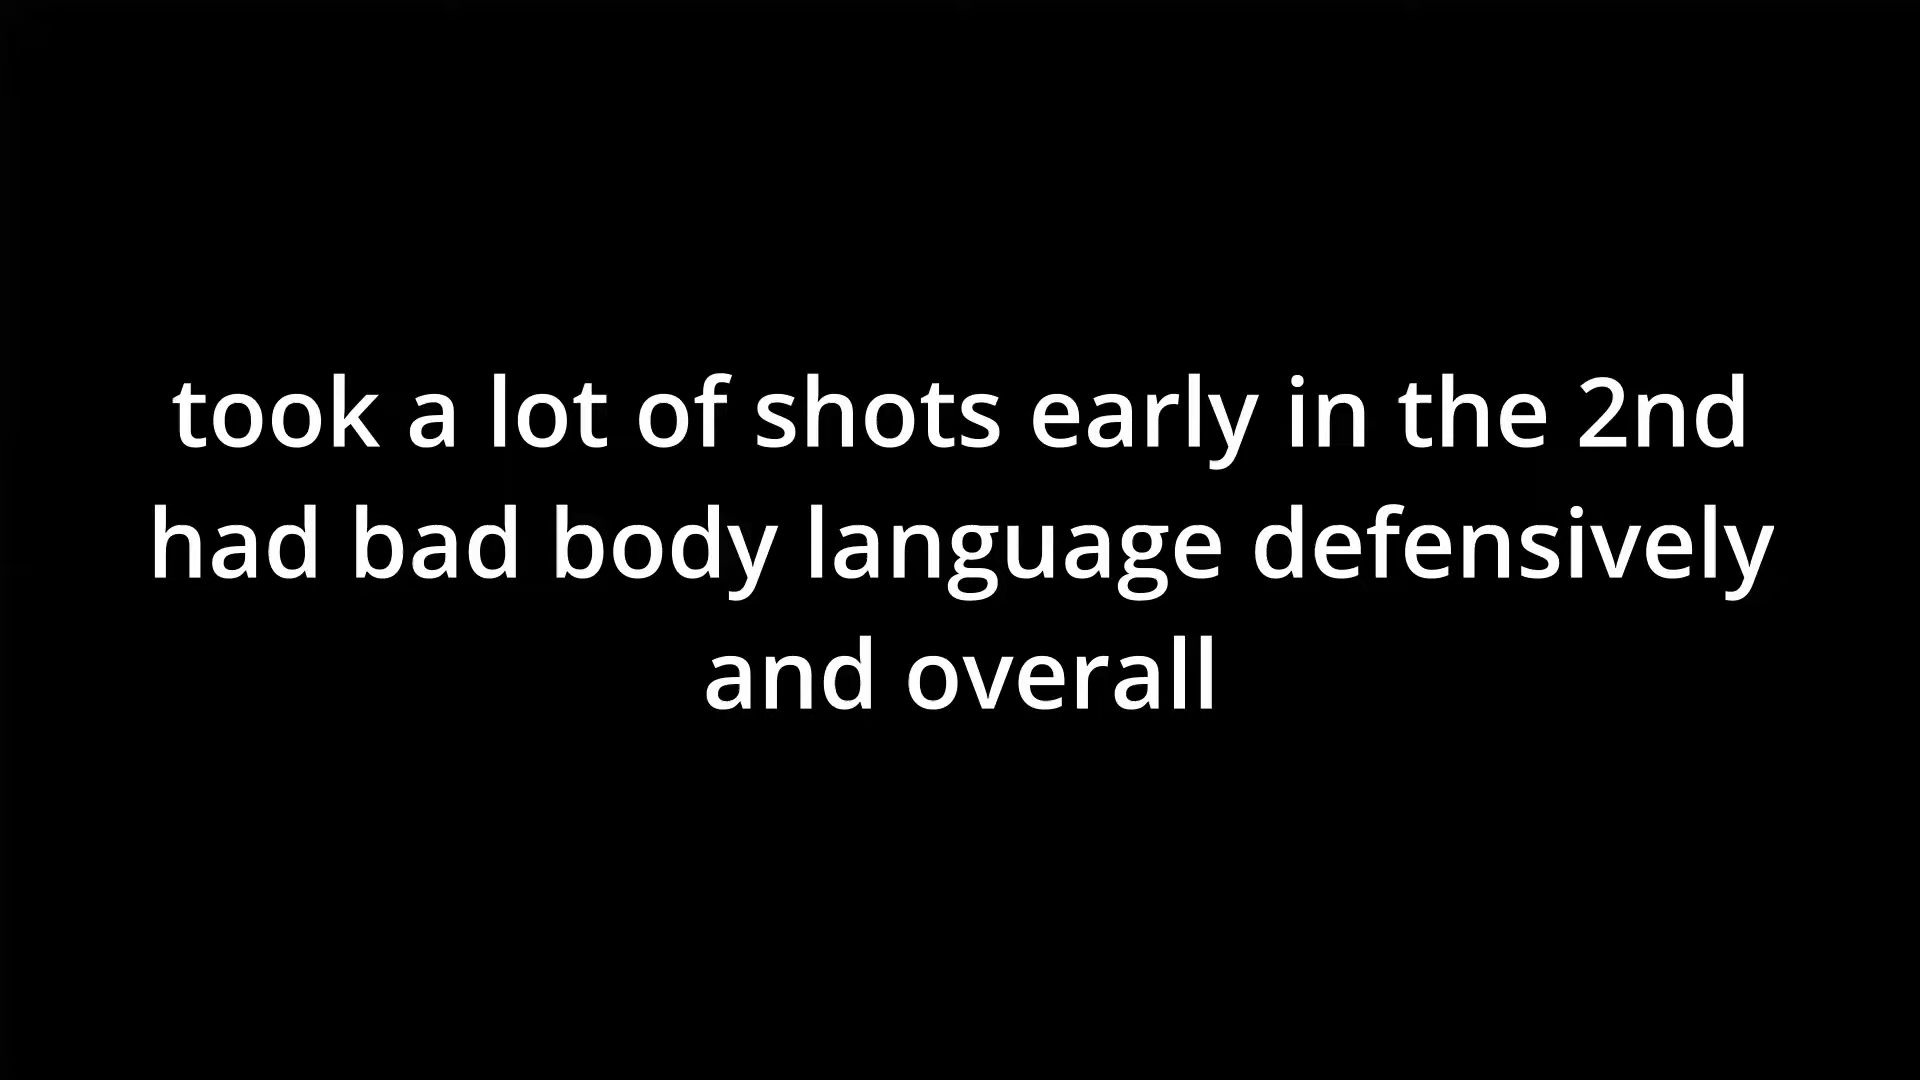 took a lot of shots early in the 2nd
had bad body language defensively
and overall